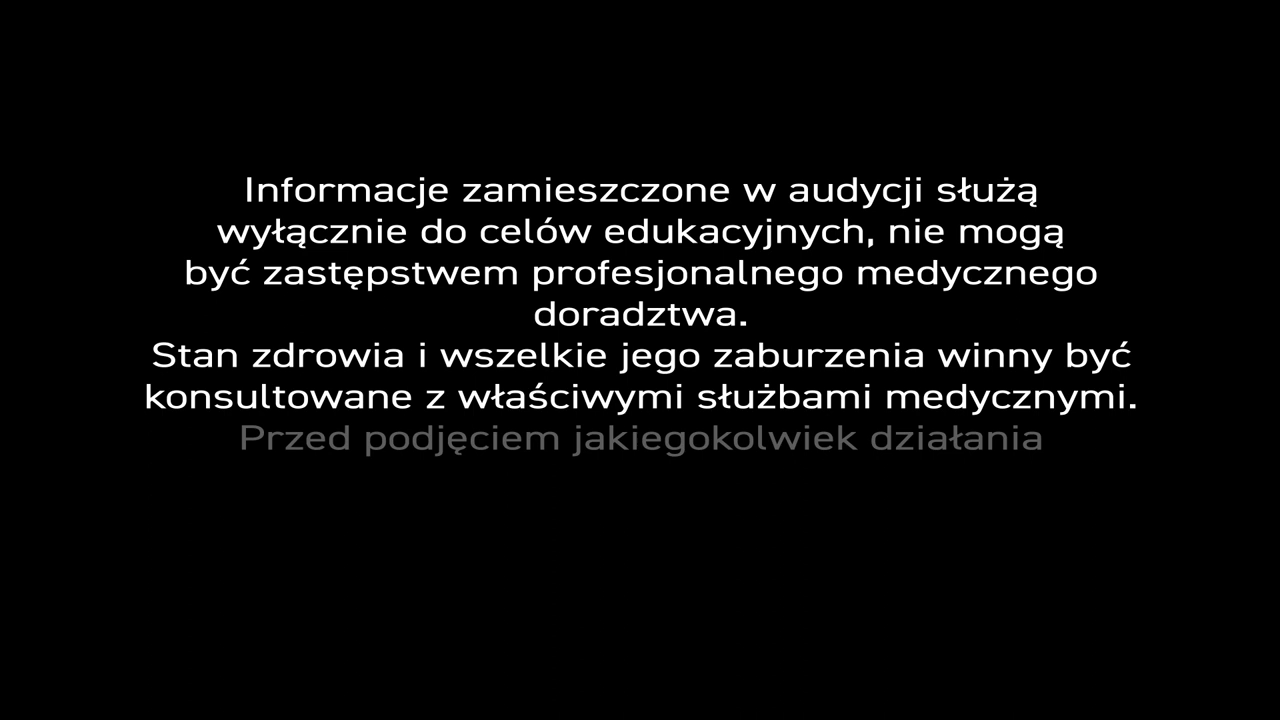 Informacje zamieszczone w audycji służą
wyłącznie do celów edukacyjnych, nie mogą
być zastępstwem profesjonalnego medycznego
doradztwa.
Stan zdrowia i wszelkie jego zaburzenia winny być
konsultowane z właściwymi służbami medycznymi.
Przed podjęciem jakiegokolwiek działania